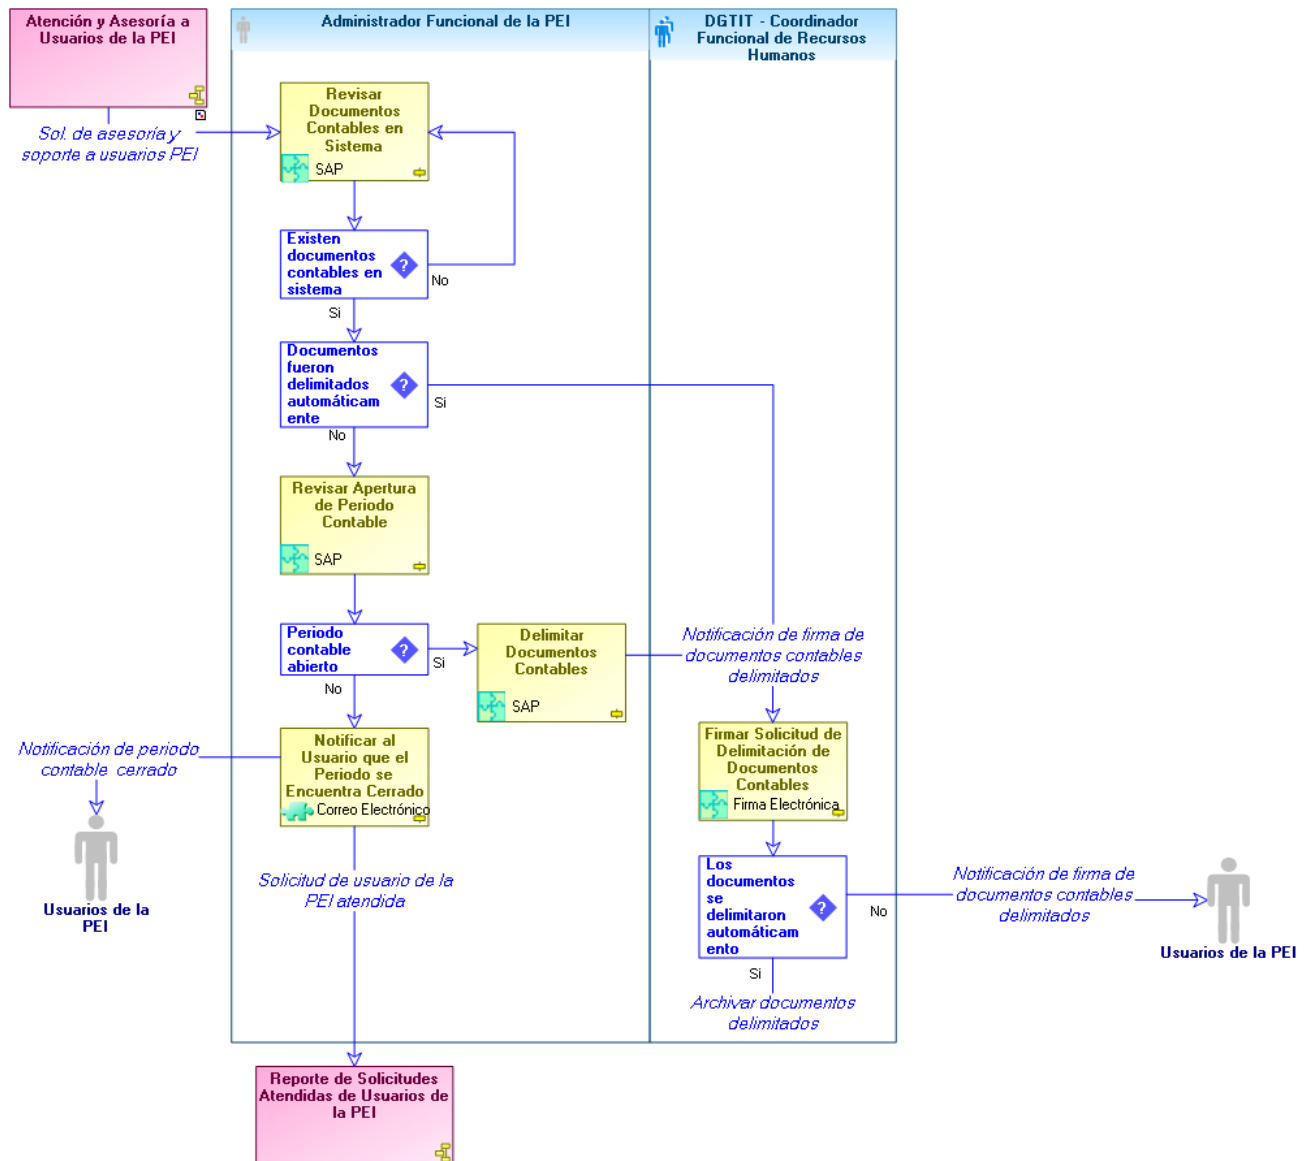 Atención y Asesoría a
Usuarios de la PEI
Administrador Funcional de la PEI
DGTIT - Coordinador
Funcional de Recursos
Humanos
Sol. de asesoría y
soporte a usuarios PEI
Revisar
Documentos
Contables en
Sistema
SAP
Existen
documentos
contables en
sistema
?
No
Si
Documentos
fueron
delimitados
automáticam
ente
?
Si
No
Revisar Apertura
de Periodo
Contable
SAP
Periodo
contable
abierto
?
Si
No
Delimitar
Documentos
Contables
SAP
Notificación de firma de
documentos contables
delimitados
Notificar al
Usuario que el
Periodo se
Encuentra Cerrado
Correo Electrónico
Notificación de periodo
contable cerrado
Usuarios de la
PEI
Firmar Solicitud de
Delimitación de
Documentos
Contables
Firma Electrónica
Los
documentos
se
delimitaron
automáticam
ento
?
No
Si
Notificación de firma de
documentos contables
delimitados
Usuarios de la PEI
Solicitud de usuario de la
PEI atendida
Archivar documentos
delimitados
Reporte de Solicitudes
Atendidas de Usuarios de
la PEI